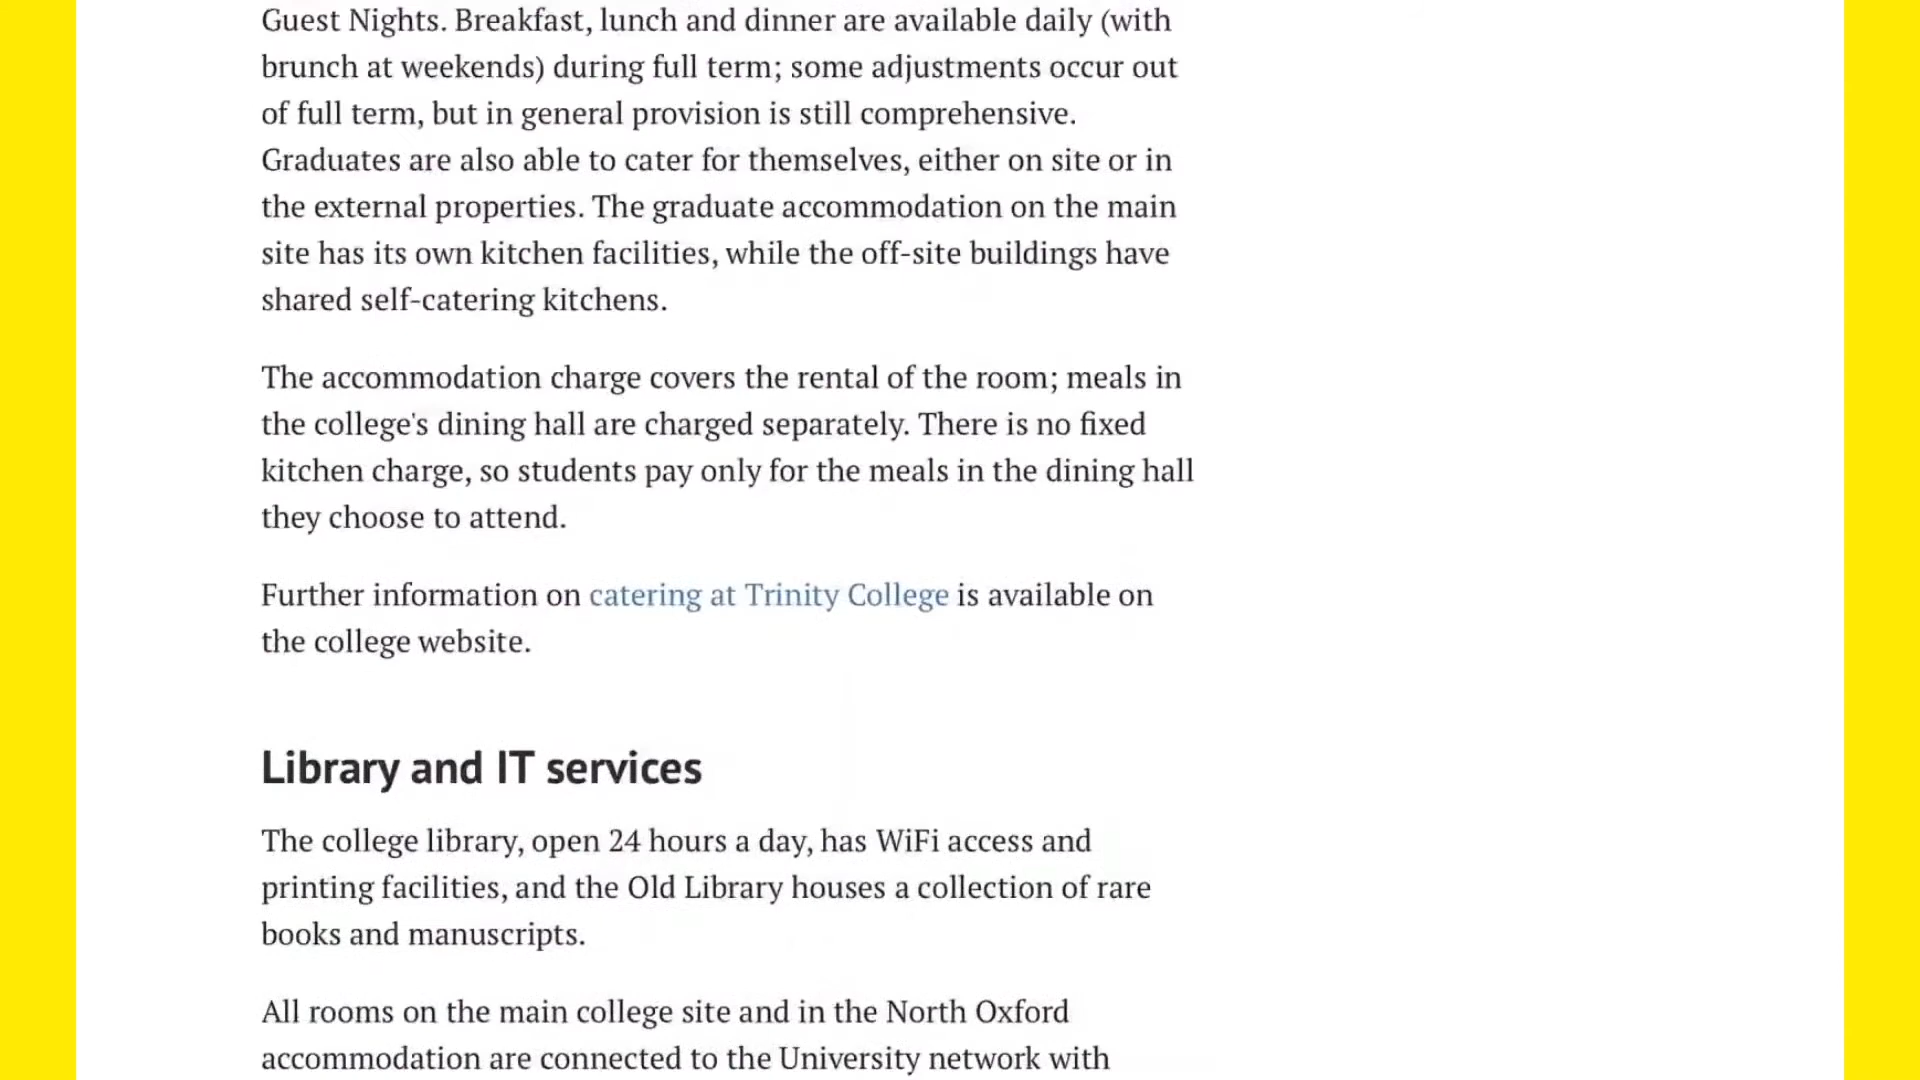 Guest Nights. Breakfast, lunch and dinner are available daily (with
brunch at weekends) during full term; some adjustments occur out
of full term, but in general provision is still comprehensive.
Graduates are also able to cater for themselves, either on site or in
the external properties. The graduate accommodation on the main
site has its own kitchen facilities, while the off-site buildings have
shared self-catering kitchens.
The accommodation charge covers the rental of the room; meals in
the college's dining hall are charged separately. There is no fixed
kitchen charge, so students pay only for the meals in the dining hall
they choose to attend.
Further information on catering at Trinity College is available on
the college website.
Library and IT services
The college library, open 24 hours a day, has WiFi access and
printing facilities, and the Old Library houses a collection of rare
books and manuscripts.
All rooms on the main college site and in the North Oxford
accommodation are connected to the University network with